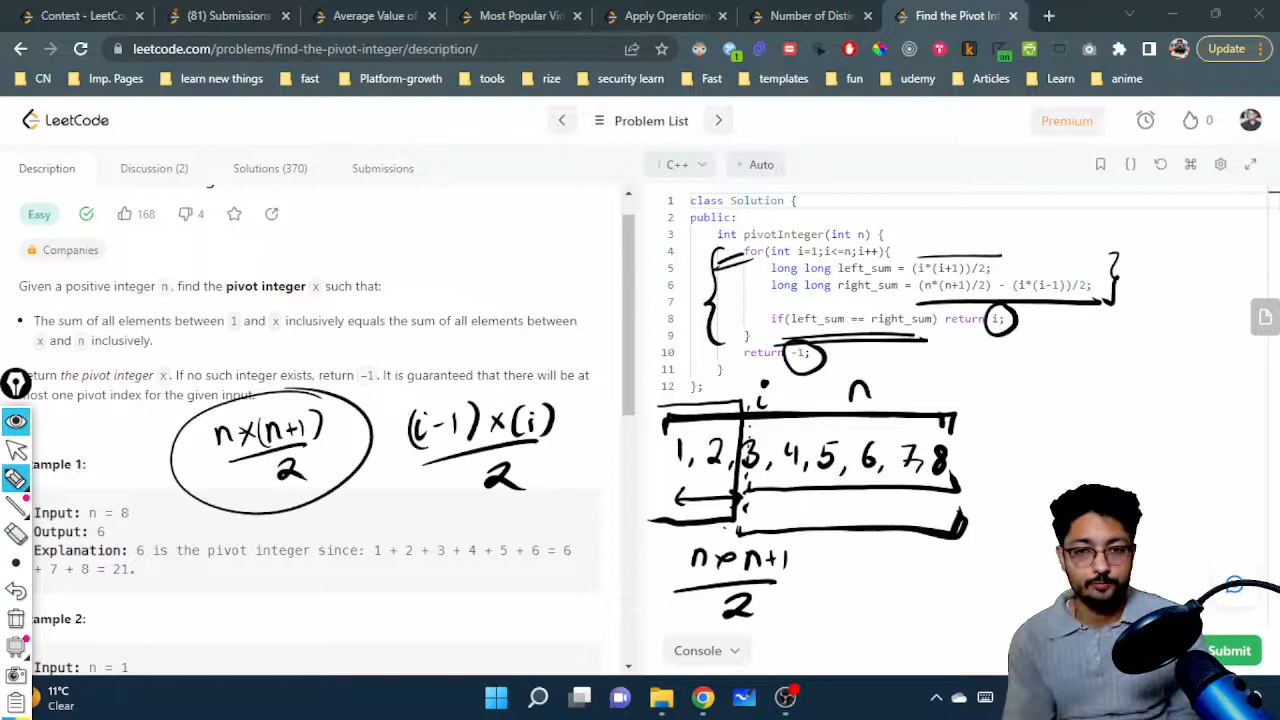 Contest - LeetCo
(81) Submissions
Average Value of
Most Popular Vi
Apply Operation
Number of Disti
Find the Pivot In
leetcode.com/problems/find-the-pivot-integer/description/
1
on
Update
CN
Imp. Pages
learn new things
fast
Platform-growth
tools
rize
security learn
Fast
templates
fun
udemy
Articles
Learn
anime
LeetCode
Problem List
Premium
0
Description
Discussion (2)
Solutions (370)
Submissions
i C++
Auto
Easy
168
4
Companies
Given a positive integer n, find the pivot integer x such that:
The sum of all elements between 1 and x inclusively equals the sum of all elements between
x and n inclusively.
eturn the pivot integer x. If no such integer exists, return -1. It is guaranteed that there will be at
ost one pivot index for the given input.
n×(n+1)
2
(i-1)×(i)
2
ample 1:
Input: n = 8
Output: 6
Explanation: 6 is the pivot integer since: 1 + 2 + 3 + 4 + 5 + 6 = 6
+ 7 + 8 = 21.
ample 2:
Input: n = 1
1 class Solution {
2 public:
3 int pivotInteger(int n) {
4 for(int i=1;i<=n;i++){
5 long long left_sum = (i*(i+1))/2;
6 long long right_sum = (n*(n+1)/2) - (i*(i-1))/2;
7
8 if(left_sum == right_sum) return i;
9 }
10 return -1;
11 }
12 };
i n
1, 2, 3, 4, 5, 6, 7, 8
n×n+1
2
Console
Submit
11°C
Clear